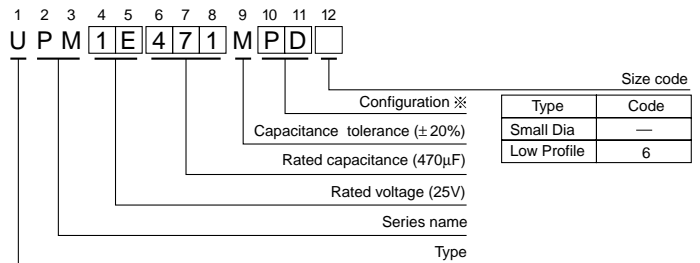 1 2 3 4 5 6 7 8 9 10 11 12
U P M 1 E 4 7 1 M P D
Size code
Configuration ※
Type Code
Capacitance tolerance (±20%)
Small Dia —
Rated capacitance (470µF)
Low Profile 6
Rated voltage (25V)
Series name
Type